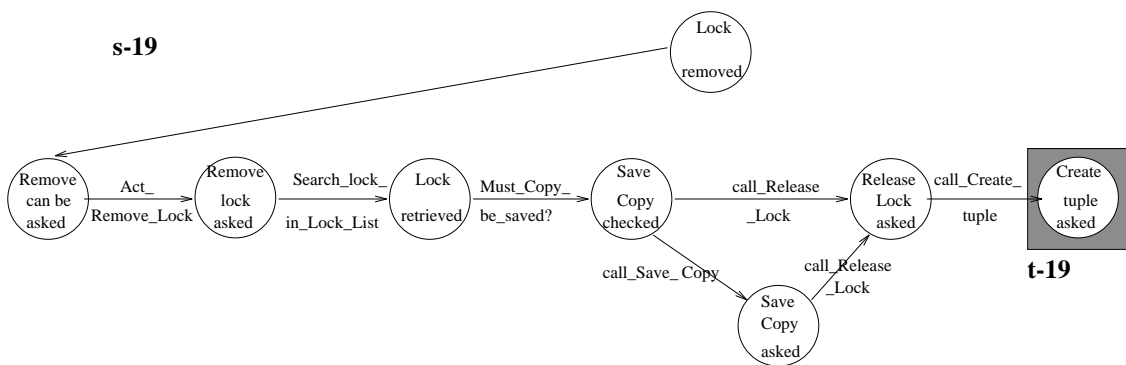 s-19
Lock
removed
Remove
can be
asked
Act_
Remove_Lock
Remove
lock
asked
Search_lock_
in_Lock_List
Lock
retrieved
Must_Copy_
be_saved?
Save
Copy
checked
call_Release
_Lock
Release
Lock
asked
call_Create_
tuple
Create
tuple
asked
t-19
call_Save_ Copy
call_Release
_Lock
Save
Copy
asked